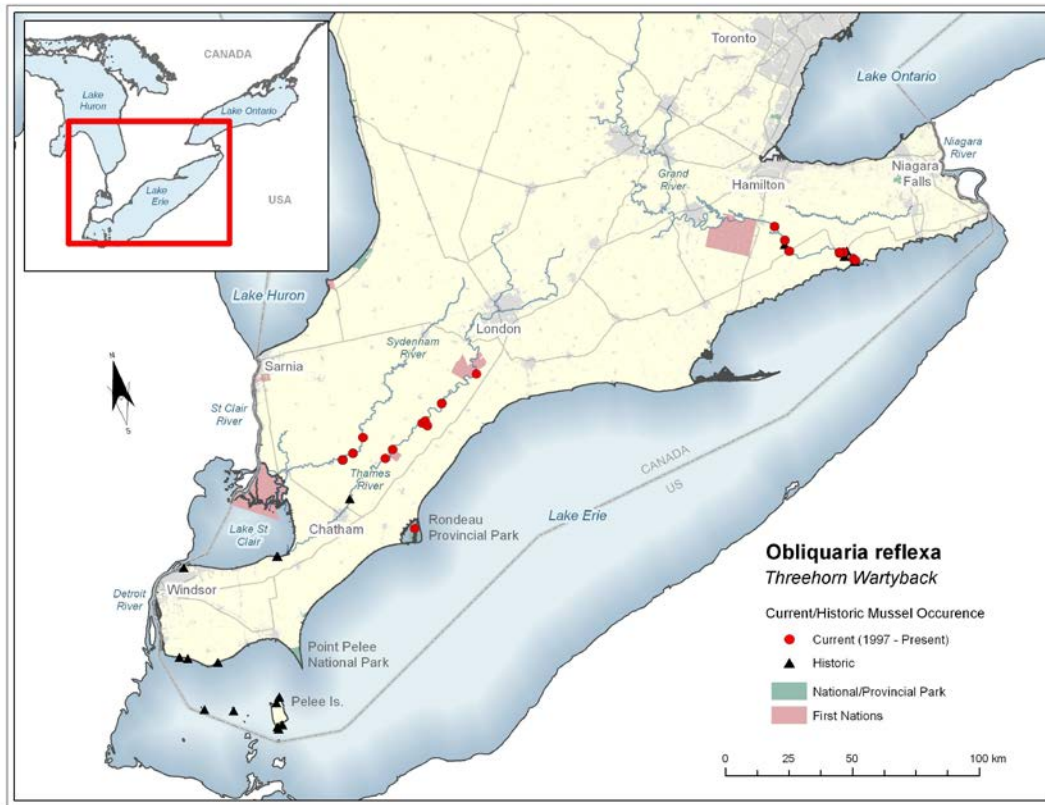 CANADA
Lake
Huron
Lake Ontario
USA
Lake
Erie
Toronto
Lake Ontario
Niagara
River
Grand
River
Hamilton
Niagara
Falls
Lake Huron
London
Sydenham
River
N
S
Sarnia
St Clair
River
Thames
River
CANADA
US
Lake St
Clair
Chatham
Rondeau
Provincial Park
Lake Erie
Detroit
River
Windsor
Point Pelee
National Park
Pelee Is.
Obliquaria reflexa
Threehorn Wartyback
Current/Historic Mussel Occurence
Current (1997 - Present)
Historic
National/Provincial Park
First Nations
0 25 50 100 km